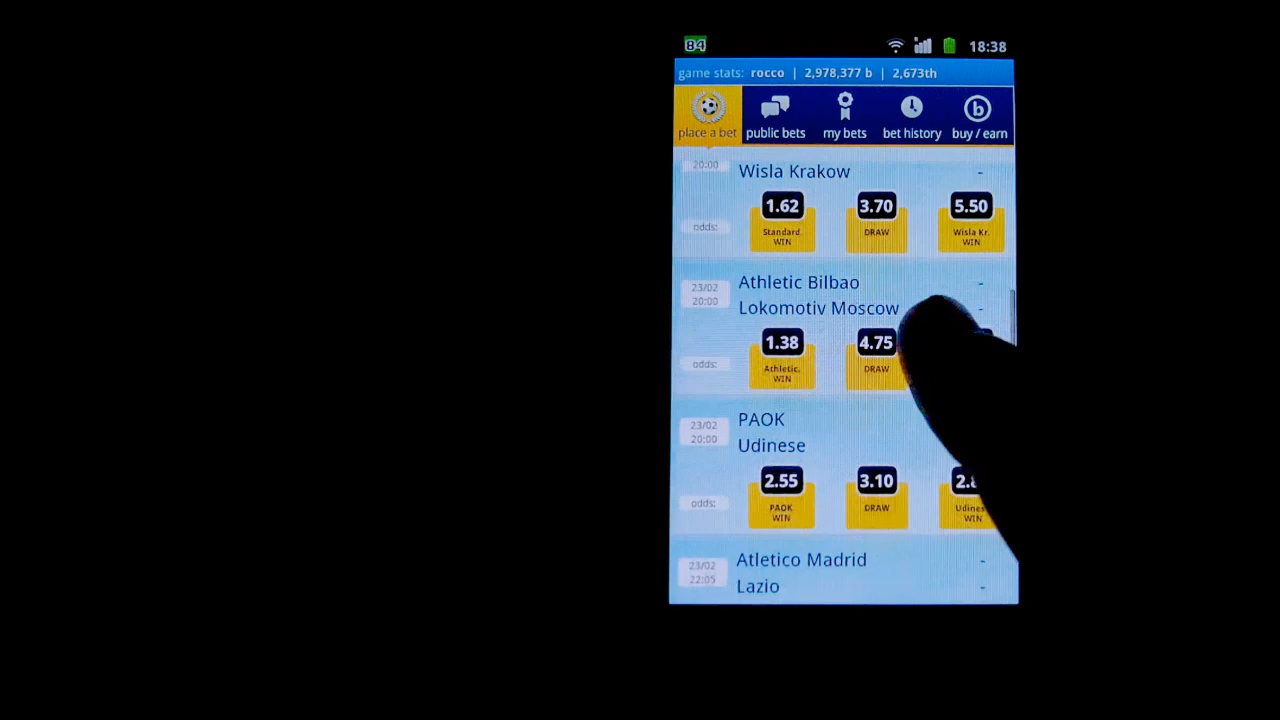 84 18:38
game stats: rocco | 2,978,377 b | 2,673th
place a bet public bets my bets bet history buy / earn
20:00 Wisla Krakow -
1.62 3.70 5.50
odds: Standard. WIN DRAW Wisla Kr. WIN
23/02 20:00 Athletic Bilbao -
Lokomotiv Moscow -
1.38 4.75
odds: Athletic. WIN DRAW
23/02 20:00 PAOK
Udinese
2.55 3.10
odds: PAOK WIN DRAW WIN
23/02 22:05 Atletico Madrid -
Lazio -